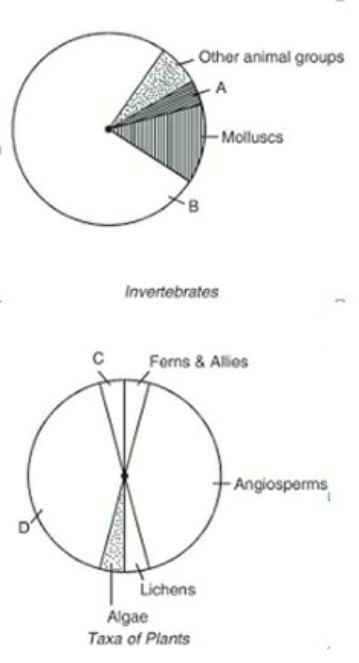 Other animal groups
A
Molluscs
B
Invertebrates
C
Ferns & Allies
Angiosperms
D
Lichens
Algae
Taxa of Plants